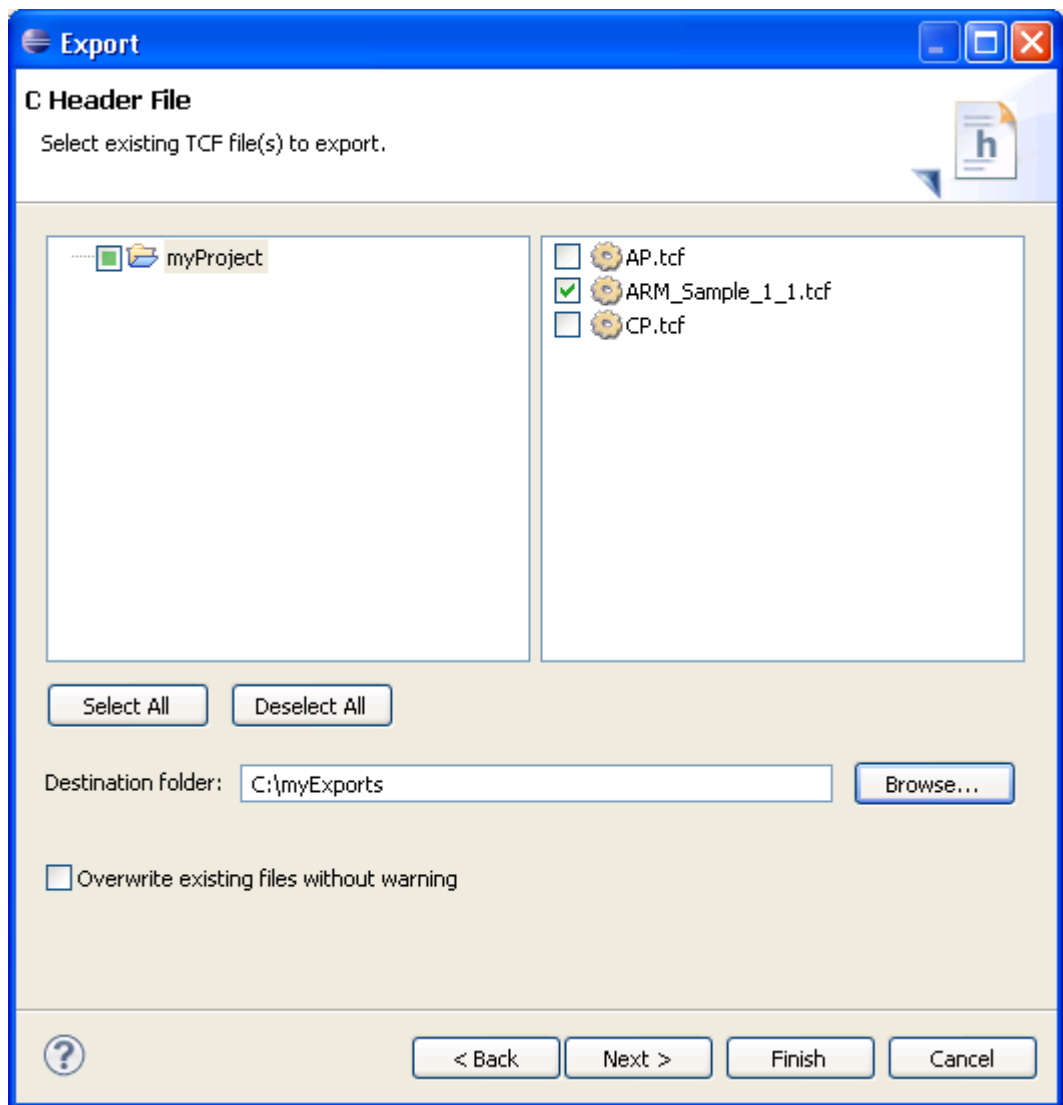 Export
C Header File
Select existing TCF file(s) to export.
h
myProject
AP.tcf
ARM_Sample_1_1.tcf
CP.tcf
Select All
Deselect All
Destination folder:
C:\myExports
Browse...
Overwrite existing files without warning
?
< Back
Next >
Finish
Cancel